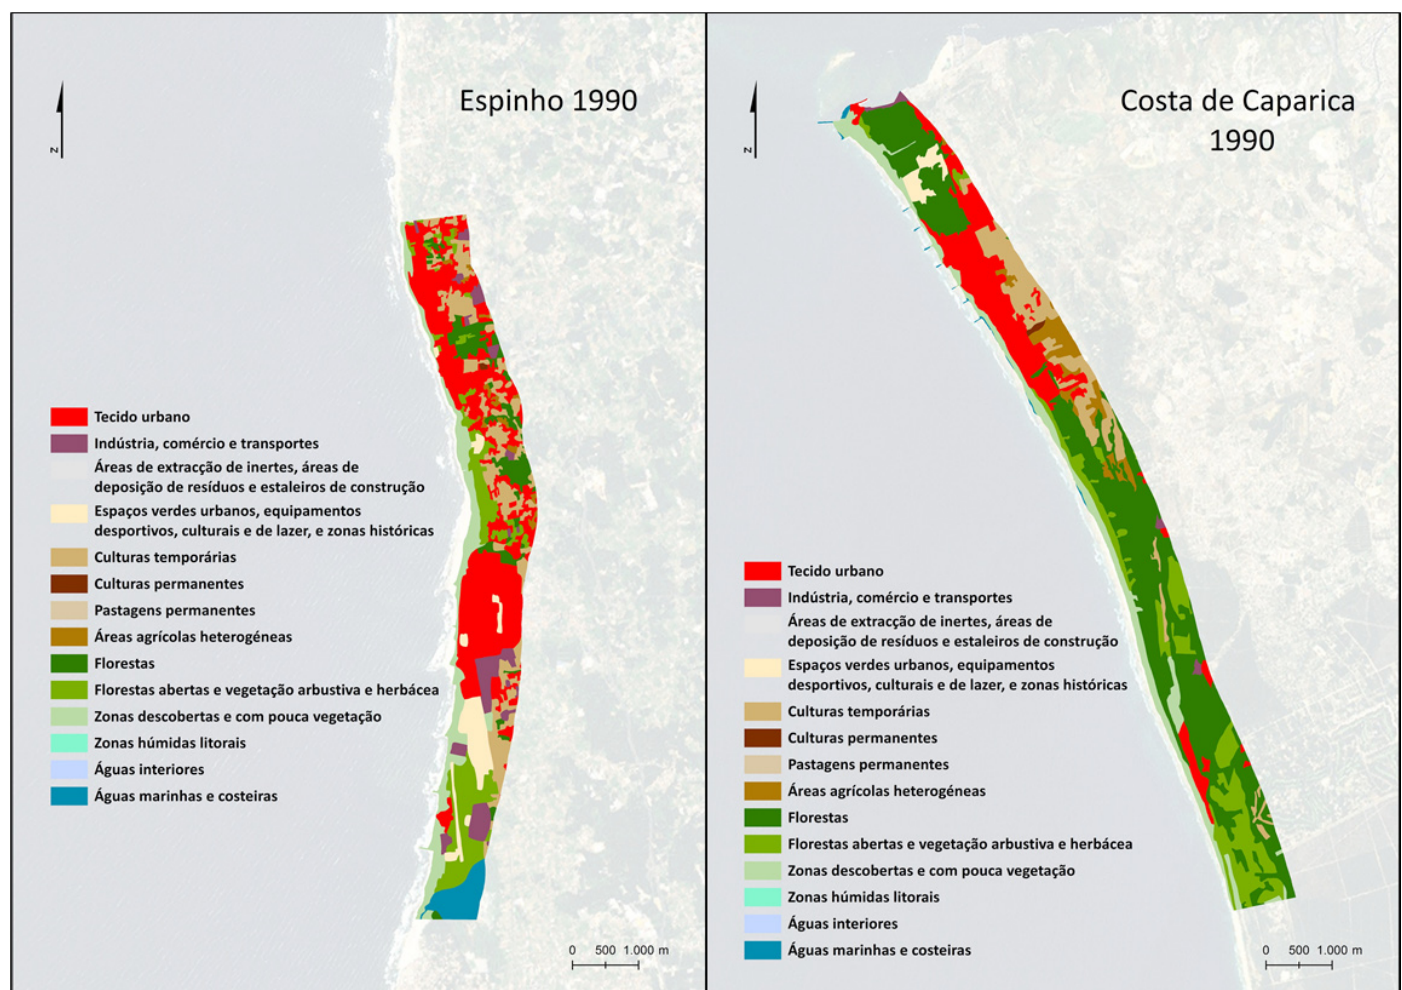 Espinho 1990
N
Tecido urbano
Indústria, comércio e transportes
Áreas de extracção de inertes, áreas de
deposição de resíduos e estaleiros de construção
Espaços verdes urbanos, equipamentos
desportivos, culturais e de lazer, e zonas históricas
Culturas temporárias
Culturas permanentes
Pastagens permanentes
Áreas agrícolas heterogéneas
Florestas
Florestas abertas e vegetação arbustiva e herbácea
Zonas descobertas e com pouca vegetação
Zonas húmidas litorais
Águas interiores
Águas marinhas e costeiras
0 500 1.000 m
Costa de Caparica
1990
N
Tecido urbano
Indústria, comércio e transportes
Áreas de extracção de inertes, áreas de
deposição de resíduos e estaleiros de construção
Espaços verdes urbanos, equipamentos
desportivos, culturais e de lazer, e zonas históricas
Culturas temporárias
Culturas permanentes
Pastagens permanentes
Áreas agrícolas heterogéneas
Florestas
Florestas abertas e vegetação arbustiva e herbácea
Zonas descobertas e com pouca vegetação
Zonas húmidas litorais
Águas interiores
Águas marinhas e costeiras
0 500 1.000 m